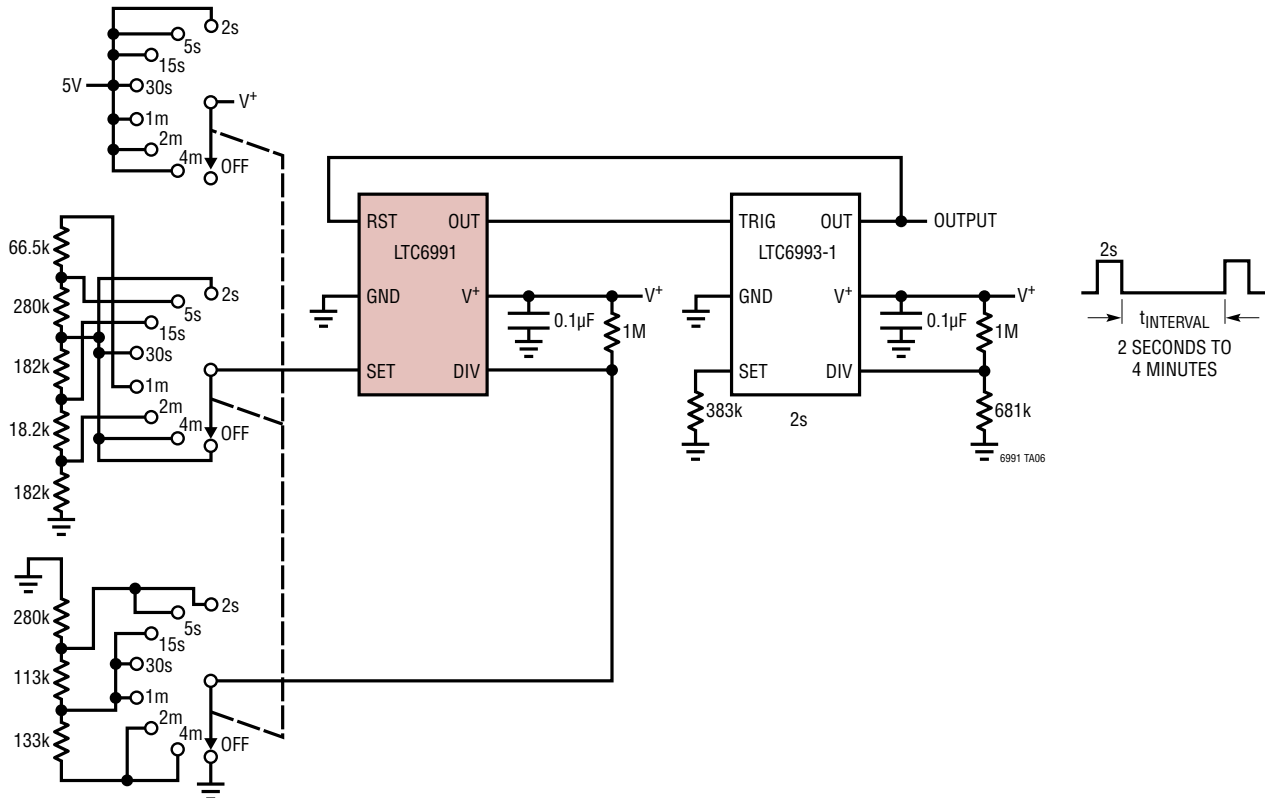 2s
5s
15s
5V
30s
V+
1m
2m
4m
OFF
66.5k
280k
182k
18.2k
182k
2s
5s
15s
30s
1m
2m
4m
OFF
280k
113k
133k
2s
5s
15s
30s
1m
2m
4m
OFF
RST
OUT
LTC6991
GND
V+
SET
DIV
0.1µF
1M
V+
TRIG
OUT
LTC6993-1
GND
V+
SET
DIV
383k
2s
OUTPUT
0.1µF
1M
V+
681k
6991 TA06
2s
tINTERVAL
2 SECONDS TO
4 MINUTES